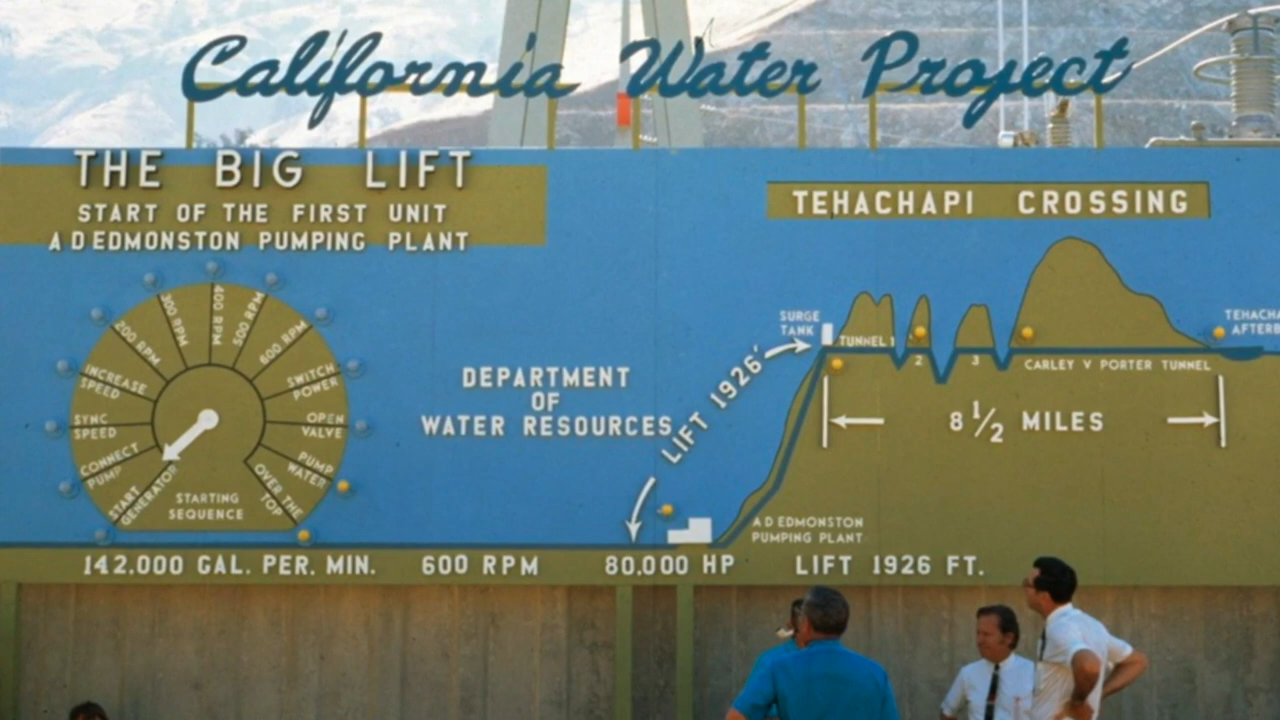 California Water Project
THE BIG LIFT
START OF THE FIRST UNIT
A D EDMONSTON PUMPING PLANT
START GENERATOR
CONNECT PUMP
SYNC SPEED
INCREASE SPEED
200 RPM
300 RPM
400 RPM
500 RPM
600 RPM
SWITCH POWER
OPEN VALVE
PUMP WATER
OVER THE TOP
STARTING
SEQUENCE
DEPARTMENT
OF
WATER RESOURCES
TEHACHAPI CROSSING
SURGE
TANK
TUNNEL 1
2
3
CARLEY V PORTER TUNNEL
8 1/2 MILES
LIFT 1926'
A D EDMONSTON
PUMPING PLANT
142,000 GAL. PER. MIN. 600 RPM 80,000 HP LIFT 1926 FT.